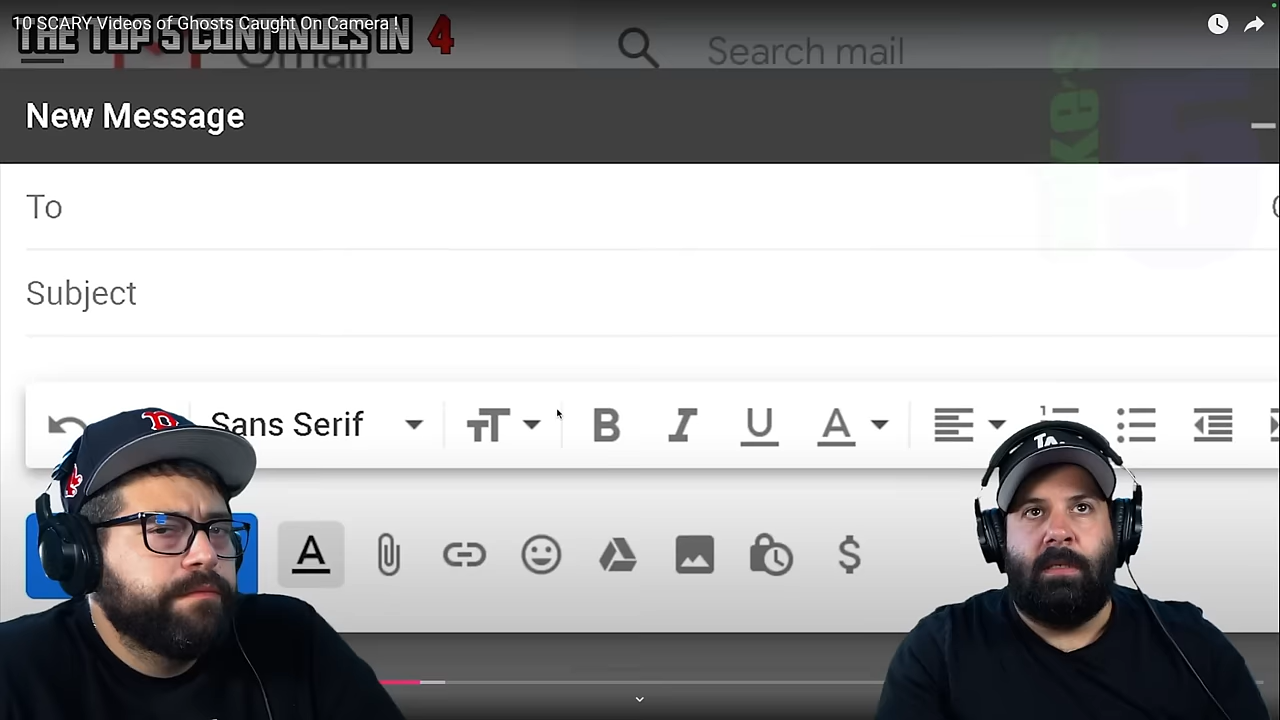 10 SCARY Videos of Ghosts Caught On Camera !
THE TOP 5 CONTINUES IN 4
Gmail
Search mail
New Message
To
Subject
Sans Serif